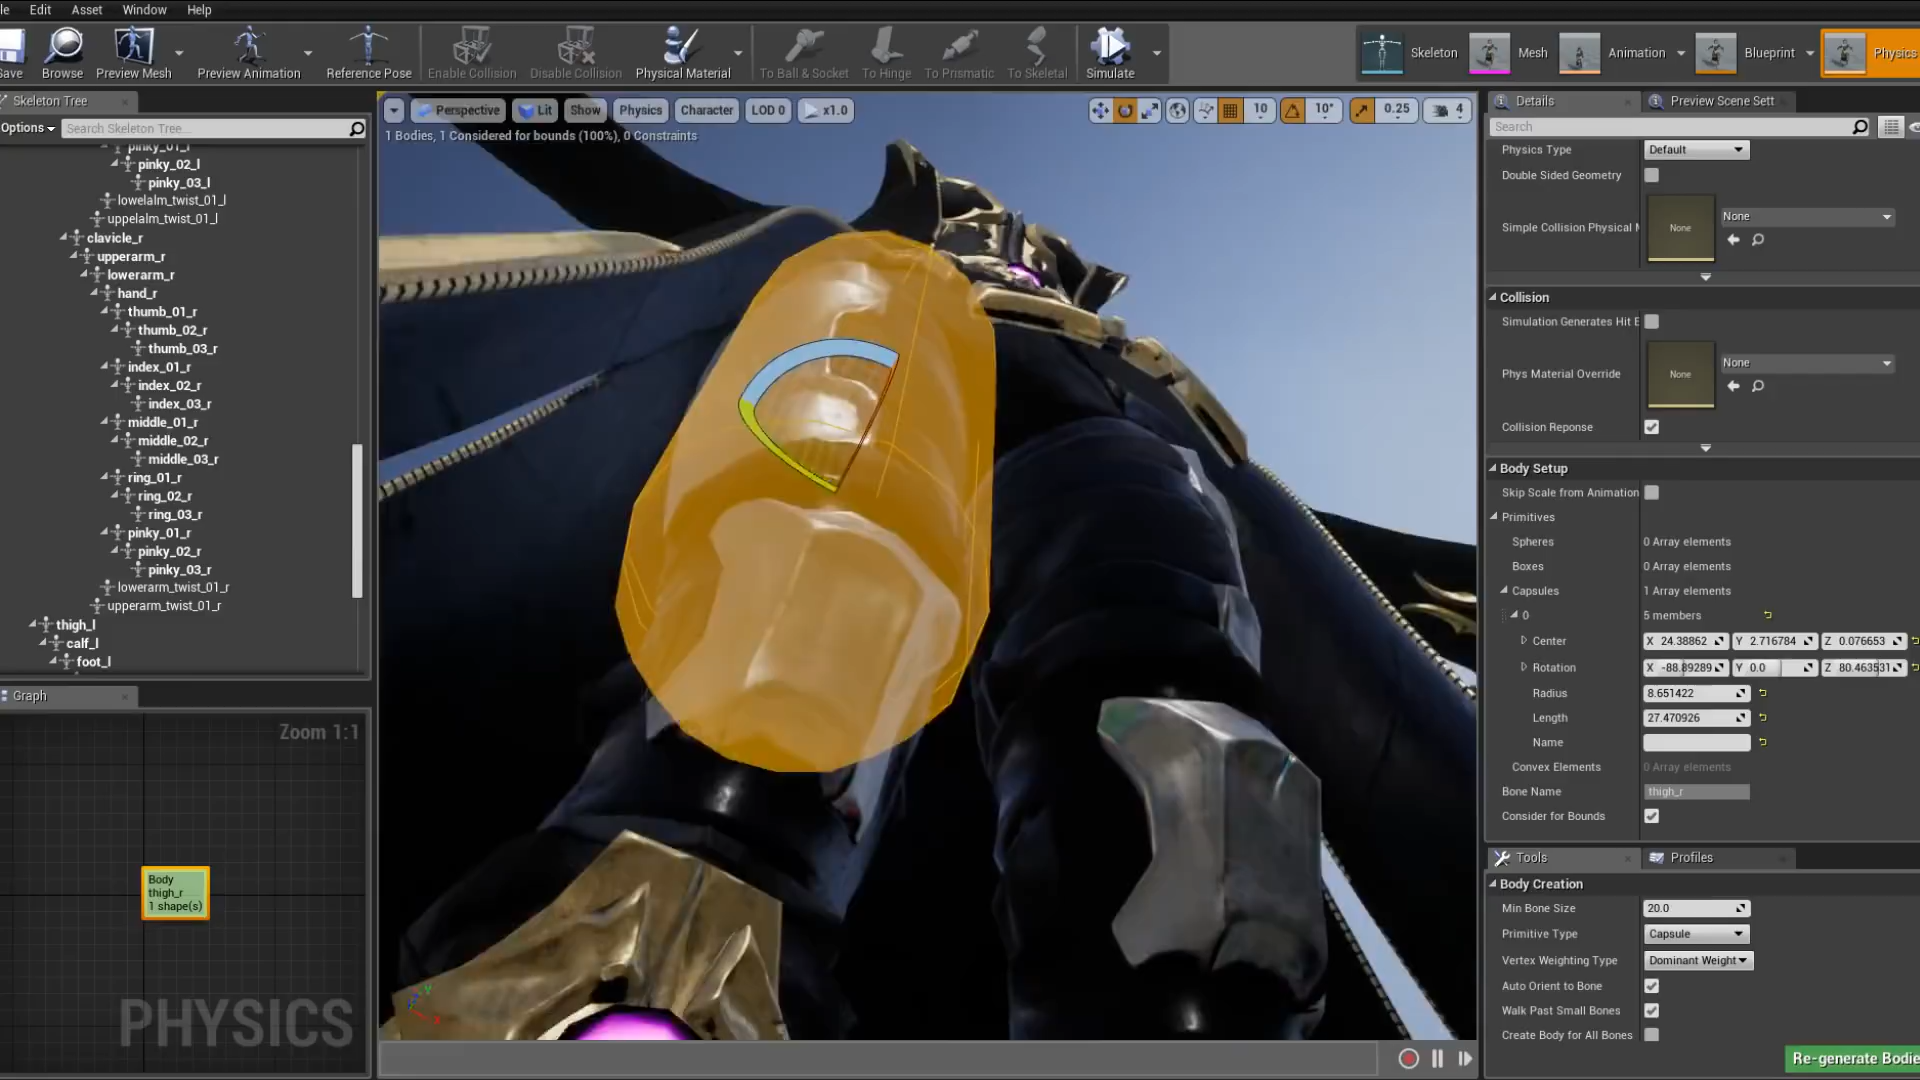 le Edit Asset Window Help
Save
Browse
Preview Mesh
Preview Animation
Reference Pose
Enable Collision
Disable Collision
Physical Material
To Ball & Socket
To Hinge
To Prismatic
To Skeletal
Simulate
Skeleton
Mesh
Animation
Blueprint
Physics
Skeleton Tree
Options
Search Skeleton Tree...
pinky_01_l
pinky_02_l
pinky_03_l
lowelalm_twist_01_l
uppelalm_twist_01_l
clavicle_r
upperarm_r
lowerarm_r
hand_r
thumb_01_r
thumb_02_r
thumb_03_r
index_01_r
index_02_r
index_03_r
middle_01_r
middle_02_r
middle_03_r
ring_01_r
ring_02_r
ring_03_r
pinky_01_r
pinky_02_r
pinky_03_r
lowerarm_twist_01_r
upperarm_twist_01_r
thigh_l
calf_l
foot_l
Graph
Zoom 1:1
Body
thigh_r
1 shape(s)
PHYSICS
Perspective
Lit
Show
Physics
Character
LOD 0
x1.0
10
10°
0.25
4
1 Bodies, 1 Considered for bounds (100%), 0 Constraints
Y
X
Details
Preview Scene Sett
Search
Physics Type Default
Double Sided Geometry
Simple Collision Physical M None None
Collision
Simulation Generates Hit E
Phys Material Override None None
Collision Reponse
Body Setup
Skip Scale from Animation
Primitives
Spheres 0 Array elements
Boxes 0 Array elements
Capsules 1 Array elements
0 5 members
Center X 24.38862 Y 2.716784 Z 0.076653
Rotation X -88.89289 Y 0.0 Z 80.463531
Radius 8.651422
Length 27.470926
Name
Convex Elements 0 Array elements
Bone Name thigh_r
Consider for Bounds
Tools
Profiles
Body Creation
Min Bone Size 20.0
Primitive Type Capsule
Vertex Weighting Type Dominant Weight
Auto Orient to Bone
Walk Past Small Bones
Create Body for All Bones
Re-generate Bodie